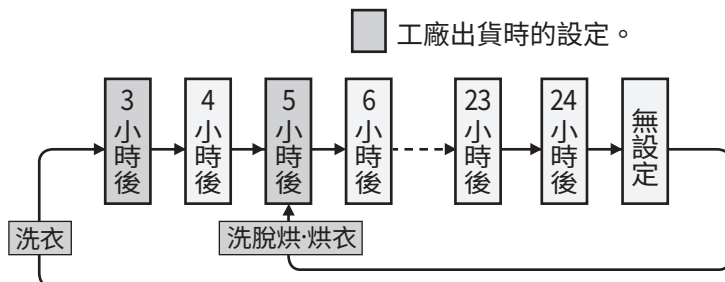 工廠出貨時的設定。
3小時後
4小時後
5小時後
6小時後
23小時後
24小時後
無設定
洗衣
洗脫烘·烘衣